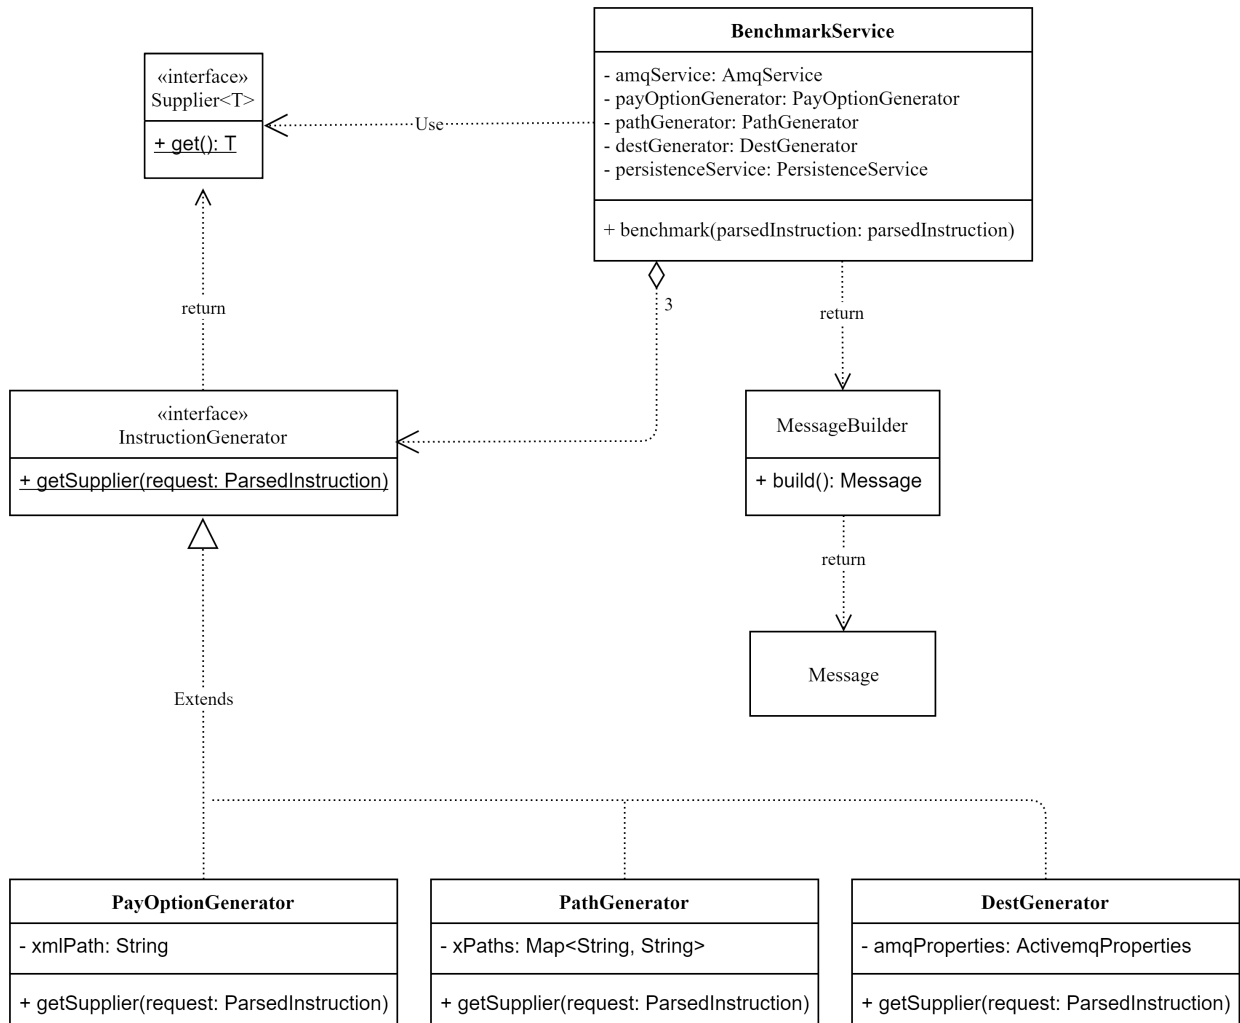 BenchmarkService
- amqService: AmqService
- payOptionGenerator: PayOptionGenerator
- pathGenerator: PathGenerator
- destGenerator: DestGenerator
- persistenceService: PersistenceService
+ benchmark(parsedInstruction: parsedInstruction)
«interface»
Supplier<T>
+ get(): T
Use
return
3
return
«interface»
InstructionGenerator
+ getSupplier(request: ParsedInstruction)
MessageBuilder
+ build(): Message
return
Message
Extends
PayOptionGenerator
- xmlPath: String
+ getSupplier(request: ParsedInstruction)
PathGenerator
- xPaths: Map<String, String>
+ getSupplier(request: ParsedInstruction)
DestGenerator
- amqProperties: ActivemqProperties
+ getSupplier(request: ParsedInstruction)